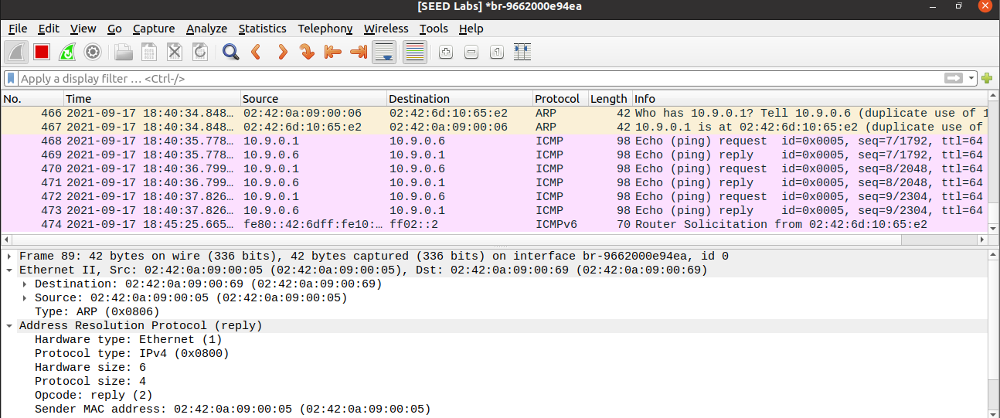 [SEED Labs] *br-9662000e94ea
File Edit View Go Capture Analyze Statistics Telephony Wireless Tools Help
Apply a display filter … <Ctrl-/>
No. Time Source Destination Protocol Length Info
466 2021-09-17 18:40:34.848… 02:42:0a:09:00:06 02:42:6d:10:65:e2 ARP 42 Who has 10.9.0.1? Tell 10.9.0.6 (duplicate use of 1
467 2021-09-17 18:40:34.848… 02:42:6d:10:65:e2 02:42:0a:09:00:06 ARP 42 10.9.0.1 is at 02:42:6d:10:65:e2 (duplicate use of
468 2021-09-17 18:40:35.778… 10.9.0.1 10.9.0.6 ICMP 98 Echo (ping) request id=0x0005, seq=7/1792, ttl=64
469 2021-09-17 18:40:35.778… 10.9.0.6 10.9.0.1 ICMP 98 Echo (ping) reply id=0x0005, seq=7/1792, ttl=64
470 2021-09-17 18:40:36.799… 10.9.0.1 10.9.0.6 ICMP 98 Echo (ping) request id=0x0005, seq=8/2048, ttl=64
471 2021-09-17 18:40:36.799… 10.9.0.6 10.9.0.1 ICMP 98 Echo (ping) reply id=0x0005, seq=8/2048, ttl=64
472 2021-09-17 18:40:37.826… 10.9.0.1 10.9.0.6 ICMP 98 Echo (ping) request id=0x0005, seq=9/2304, ttl=64
473 2021-09-17 18:40:37.826… 10.9.0.6 10.9.0.1 ICMP 98 Echo (ping) reply id=0x0005, seq=9/2304, ttl=64
474 2021-09-17 18:45:25.665… fe80::42:6dff:fe10:… ff02::2 ICMPv6 70 Router Solicitation from 02:42:6d:10:65:e2
Frame 89: 42 bytes on wire (336 bits), 42 bytes captured (336 bits) on interface br-9662000e94ea, id 0
Ethernet II, Src: 02:42:0a:09:00:05 (02:42:0a:09:00:05), Dst: 02:42:0a:09:00:69 (02:42:0a:09:00:69)
Destination: 02:42:0a:09:00:69 (02:42:0a:09:00:69)
Source: 02:42:0a:09:00:05 (02:42:0a:09:00:05)
Type: ARP (0x0806)
Address Resolution Protocol (reply)
Hardware type: Ethernet (1)
Protocol type: IPv4 (0x0800)
Hardware size: 6
Protocol size: 4
Opcode: reply (2)
Sender MAC address: 02:42:0a:09:00:05 (02:42:0a:09:00:05)